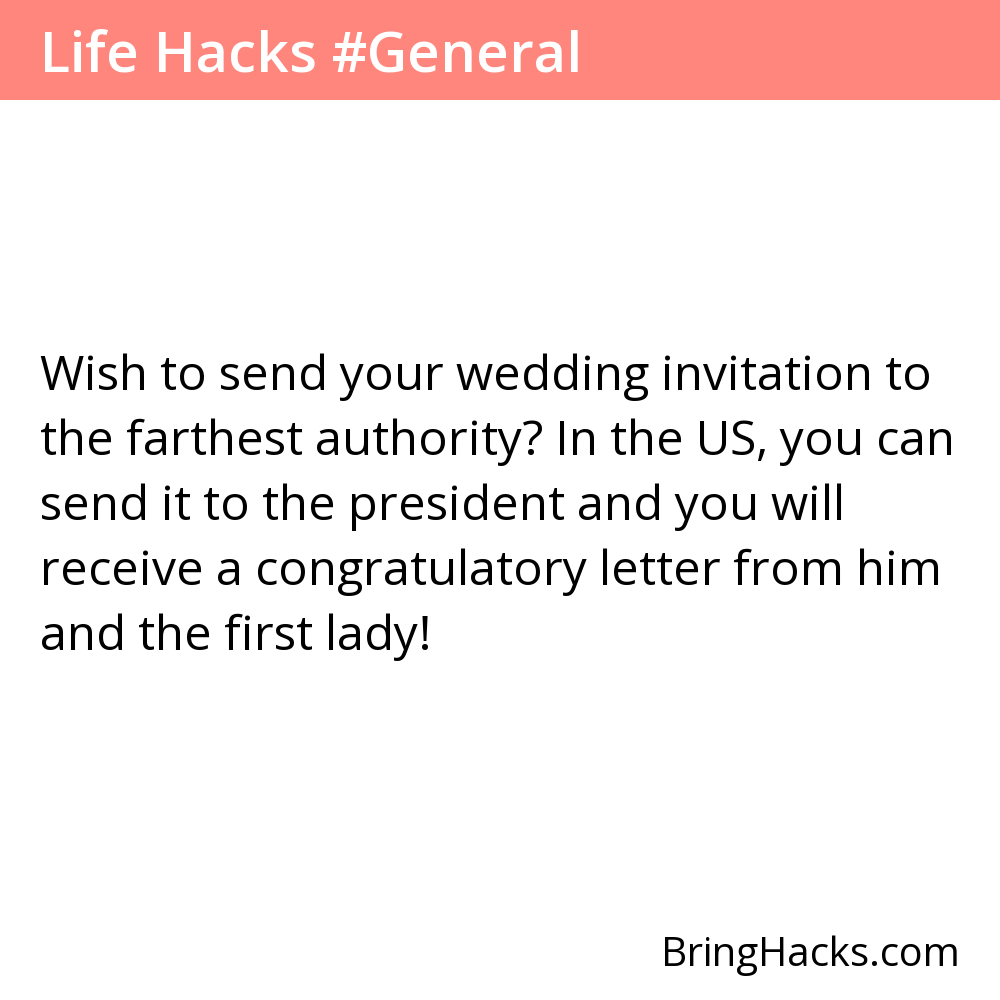 Life Hacks #General
Wish to send your wedding invitation to
the farthest authority? In the US, you can
send it to the president and you will
receive a congratulatory letter from him
and the first lady!
BringHacks.com